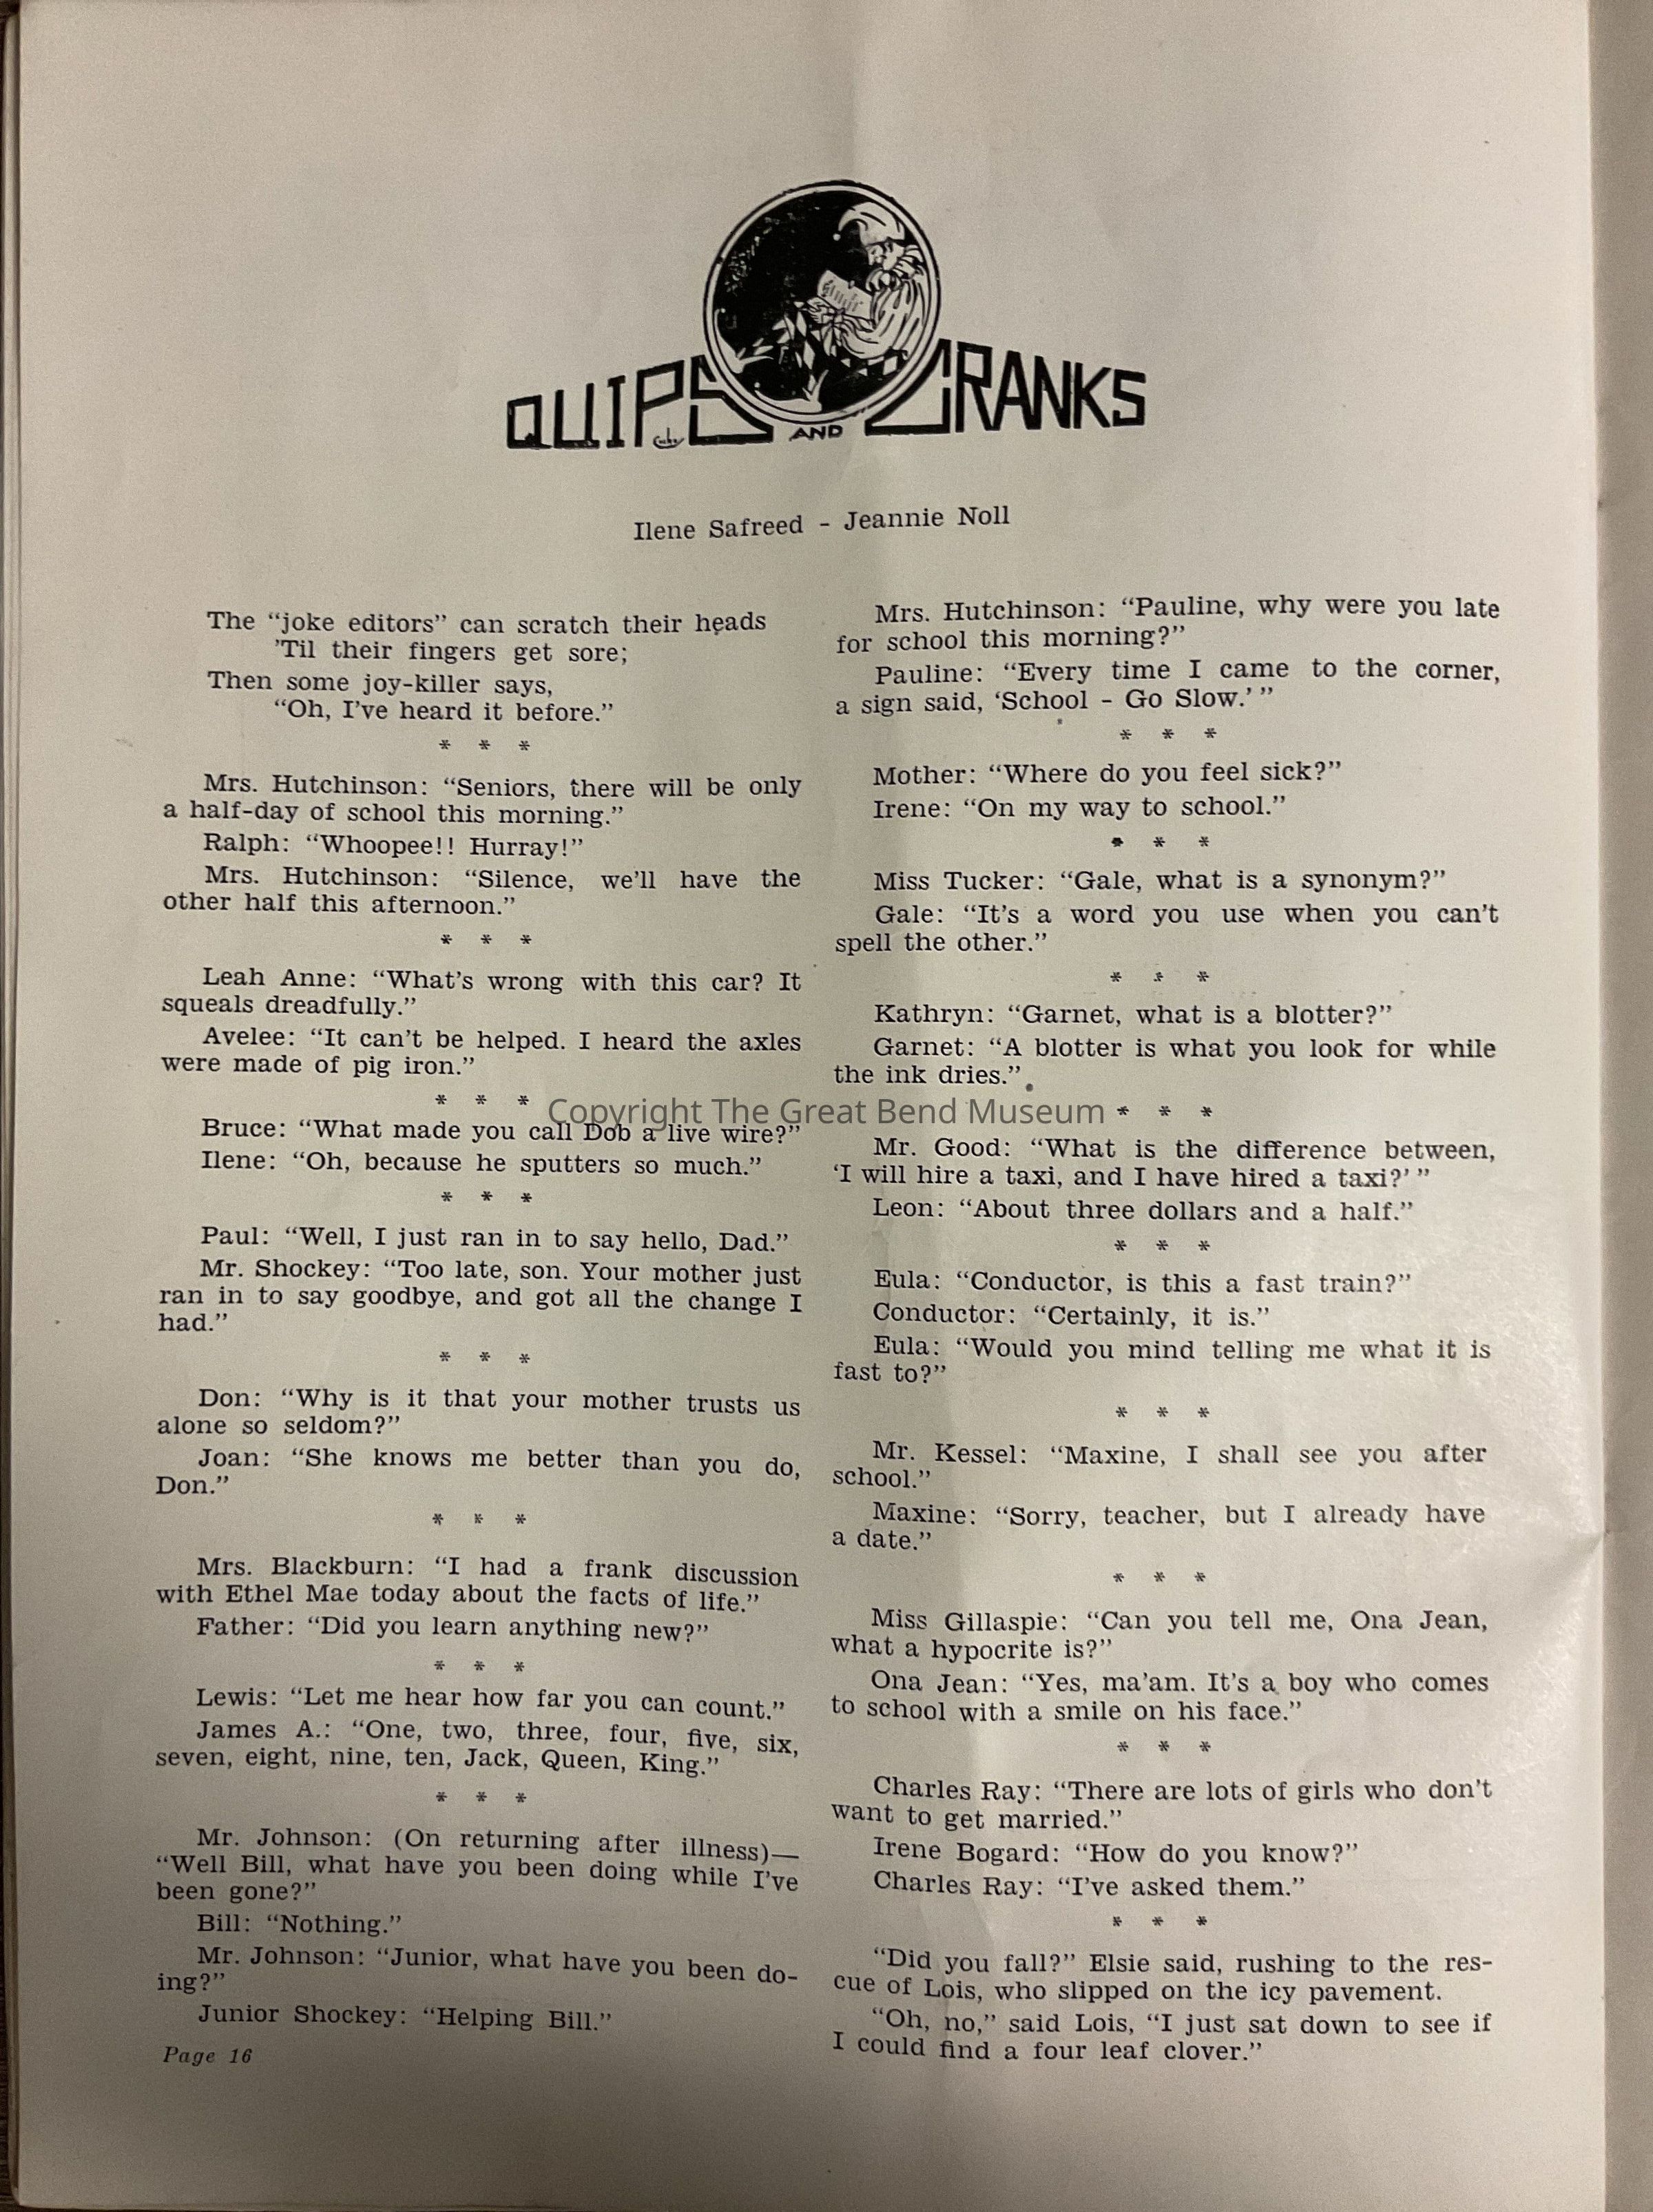 QUIPS AND CRANKS
Ilene Safreed - Jeannie Noll
The “joke editors” can scratch their heads
’Til their fingers get sore;
Then some joy-killer says,
“Oh, I’ve heard it before.”
* * *
Mrs. Hutchinson: “Seniors, there will be only
a half-day of school this morning.”
Ralph: “Whoopee!! Hurray!”
Mrs. Hutchinson: “Silence, we’ll have the
other half this afternoon.”
* * *
Leah Anne: “What’s wrong with this car? It
squeals dreadfully.”
Avelee: “It can’t be helped. I heard the axles
were made of pig iron.”
* * *
Bruce: “What made you call Dob a live wire?”
Ilene: “Oh, because he sputters so much.”
* * *
Paul: “Well, I just ran in to say hello, Dad.”
Mr. Shockey: “Too late, son. Your mother just
ran in to say goodbye, and got all the change I
had.”
* * *
Don: “Why is it that your mother trusts us
alone so seldom?”
Joan: “She knows me better than you do,
Don.”
* * *
Mrs. Blackburn: “I had a frank discussion
with Ethel Mae today about the facts of life.”
Father: “Did you learn anything new?”
* * *
Lewis: “Let me hear how far you can count.”
James A.: “One, two, three, four, five, six,
seven, eight, nine, ten, Jack, Queen, King.”
* * *
Mr. Johnson: (On returning after illness)—
“Well Bill, what have you been doing while I’ve
been gone?”
Bill: “Nothing.”
Mr. Johnson: “Junior, what have you been do-
ing?”
Junior Shockey: “Helping Bill.”
Page 16
Mrs. Hutchinson: “Pauline, why were you late
for school this morning?”
Pauline: “Every time I came to the corner,
a sign said, ‘School - Go Slow.’ ”
* * *
Mother: “Where do you feel sick?”
Irene: “On my way to school.”
* * *
Miss Tucker: “Gale, what is a synonym?”
Gale: “It’s a word you use when you can’t
spell the other.”
* * *
Kathryn: “Garnet, what is a blotter?”
Garnet: “A blotter is what you look for while
the ink dries.”
* * *
Mr. Good: “What is the difference between,
‘I will hire a taxi, and I have hired a taxi?’ ”
Leon: “About three dollars and a half.”
* * *
Eula: “Conductor, is this a fast train?”
Conductor: “Certainly, it is.”
Eula: “Would you mind telling me what it is
fast to?”
* * *
Mr. Kessel: “Maxine, I shall see you after
school.”
Maxine: “Sorry, teacher, but I already have
a date.”
* * *
Miss Gillaspie: “Can you tell me, Ona Jean,
what a hypocrite is?”
Ona Jean: “Yes, ma’am. It’s a boy who comes
to school with a smile on his face.”
* * *
Charles Ray: “There are lots of girls who don’t
want to get married.”
Irene Bogard: “How do you know?”
Charles Ray: “I’ve asked them.”
* * *
“Did you fall?” Elsie said, rushing to the res-
cue of Lois, who slipped on the icy pavement.
“Oh, no,” said Lois, “I just sat down to see if
I could find a four leaf clover.”
Copyright The Great Bend Museum